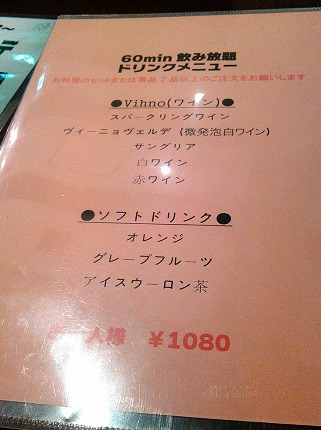 60min 飲み放題
ドリンクメニュー
お料理のセットまたは単品2品以上のご注文をお願いします
●Vihno(ワイン)●
スパークリングワイン
ヴィーニョヴェルデ (微発泡白ワイン)
サングリア
白ワイン
赤ワイン
●ソフトドリンク●
オレンジ
グレープフルーツ
アイスウーロン茶
お一人様 ￥1080